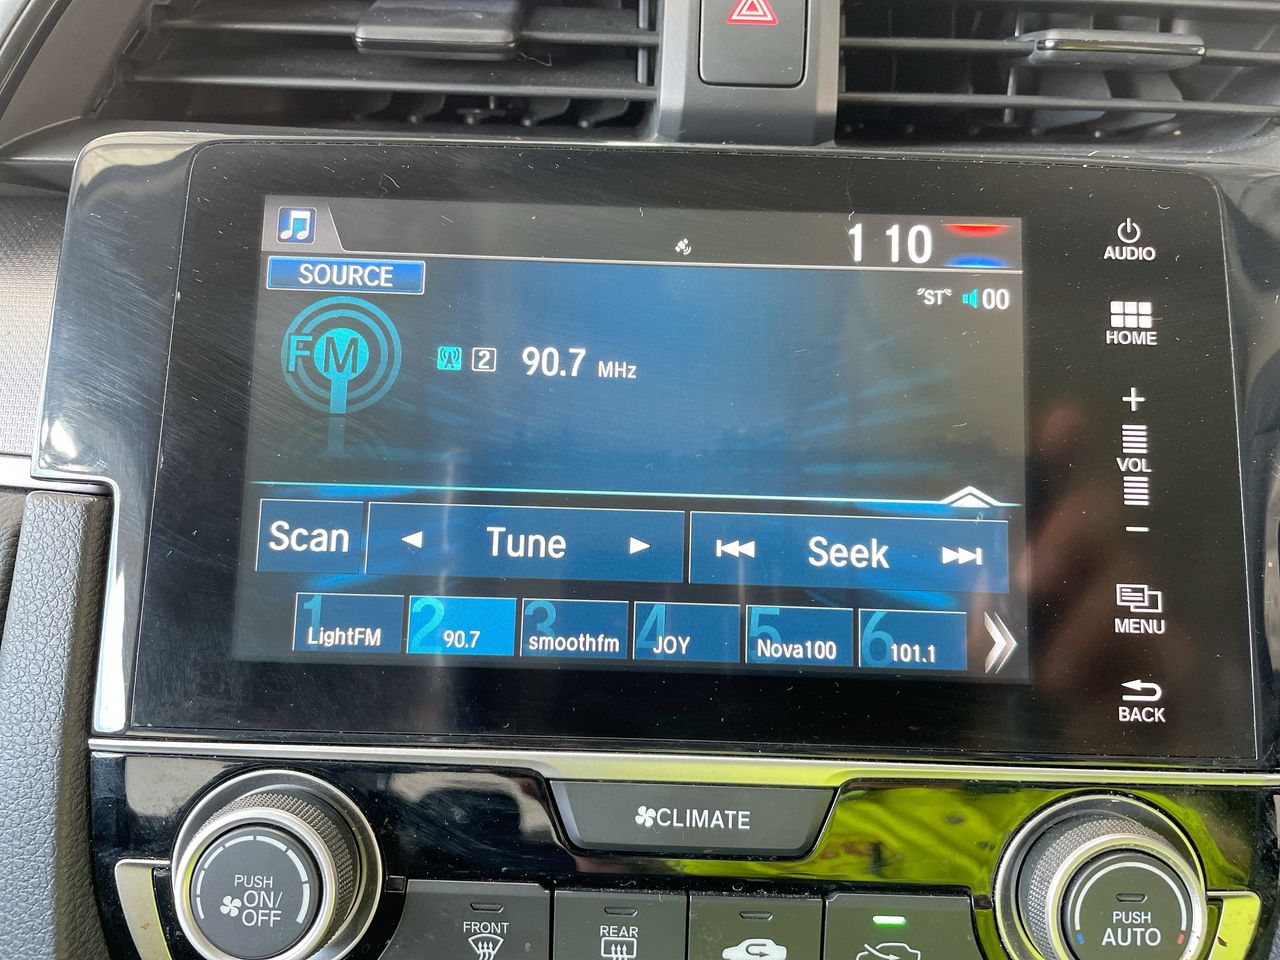 1 10
AUDIO
SOURCE
"ST" 00
HOME
FM
2 90.7 MHz
+
VOL
−
Scan Tune Seek
1 LightFM
2 90.7
3 smoothfm
4 JOY
5 Nova100
6 101.1
MENU
BACK
CLIMATE
PUSH
ON/
OFF
FRONT
REAR
PUSH
AUTO